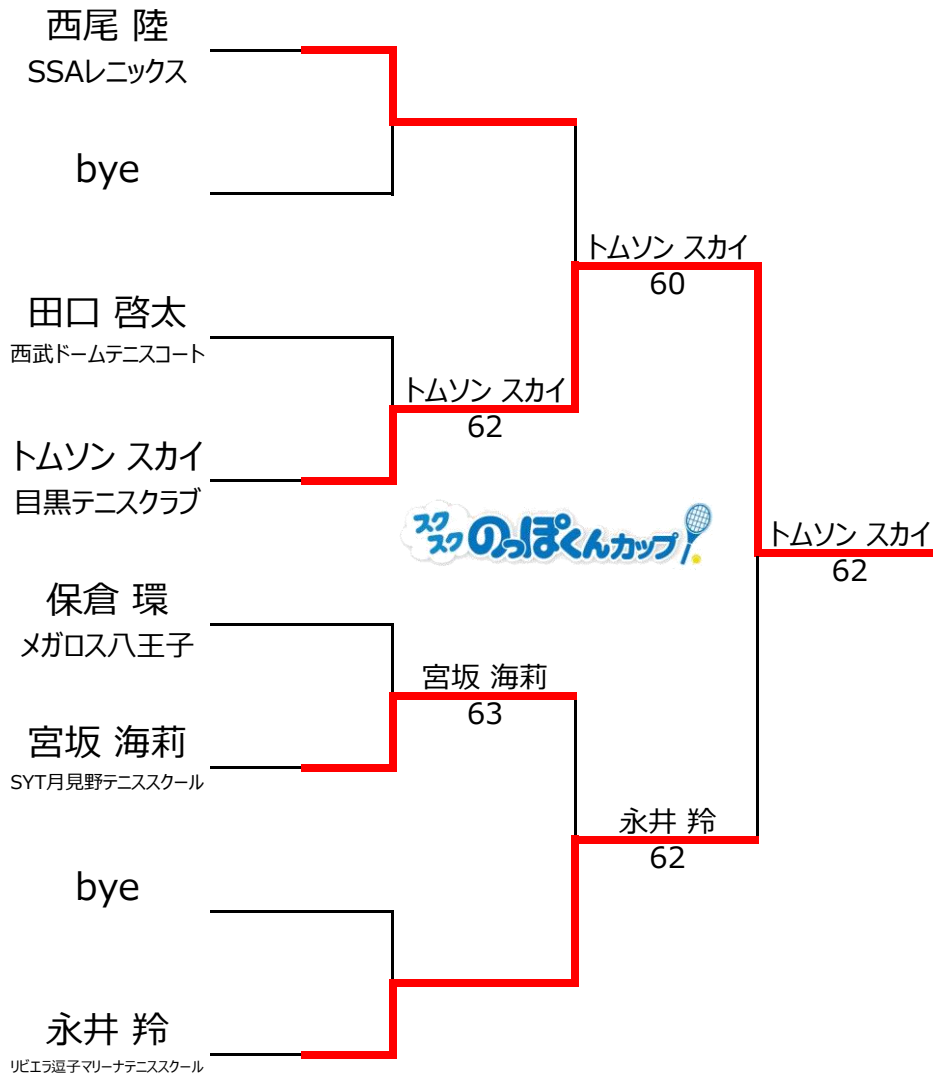 西尾 陸
SSAレニックス
bye
トムソン スカイ
60
田口 啓太
西武ドームテニスコート
トムソン スカイ
62
トムソン スカイ
目黒テニスクラブ
スク
スク
のっぽくんカップ
トムソン スカイ
62
保倉 環
メガロス八王子
宮坂 海莉
63
宮坂 海莉
SYT月見野テニススクール
永井 羚
62
bye
永井 羚
リビエラ逗子マリーナテニススクール